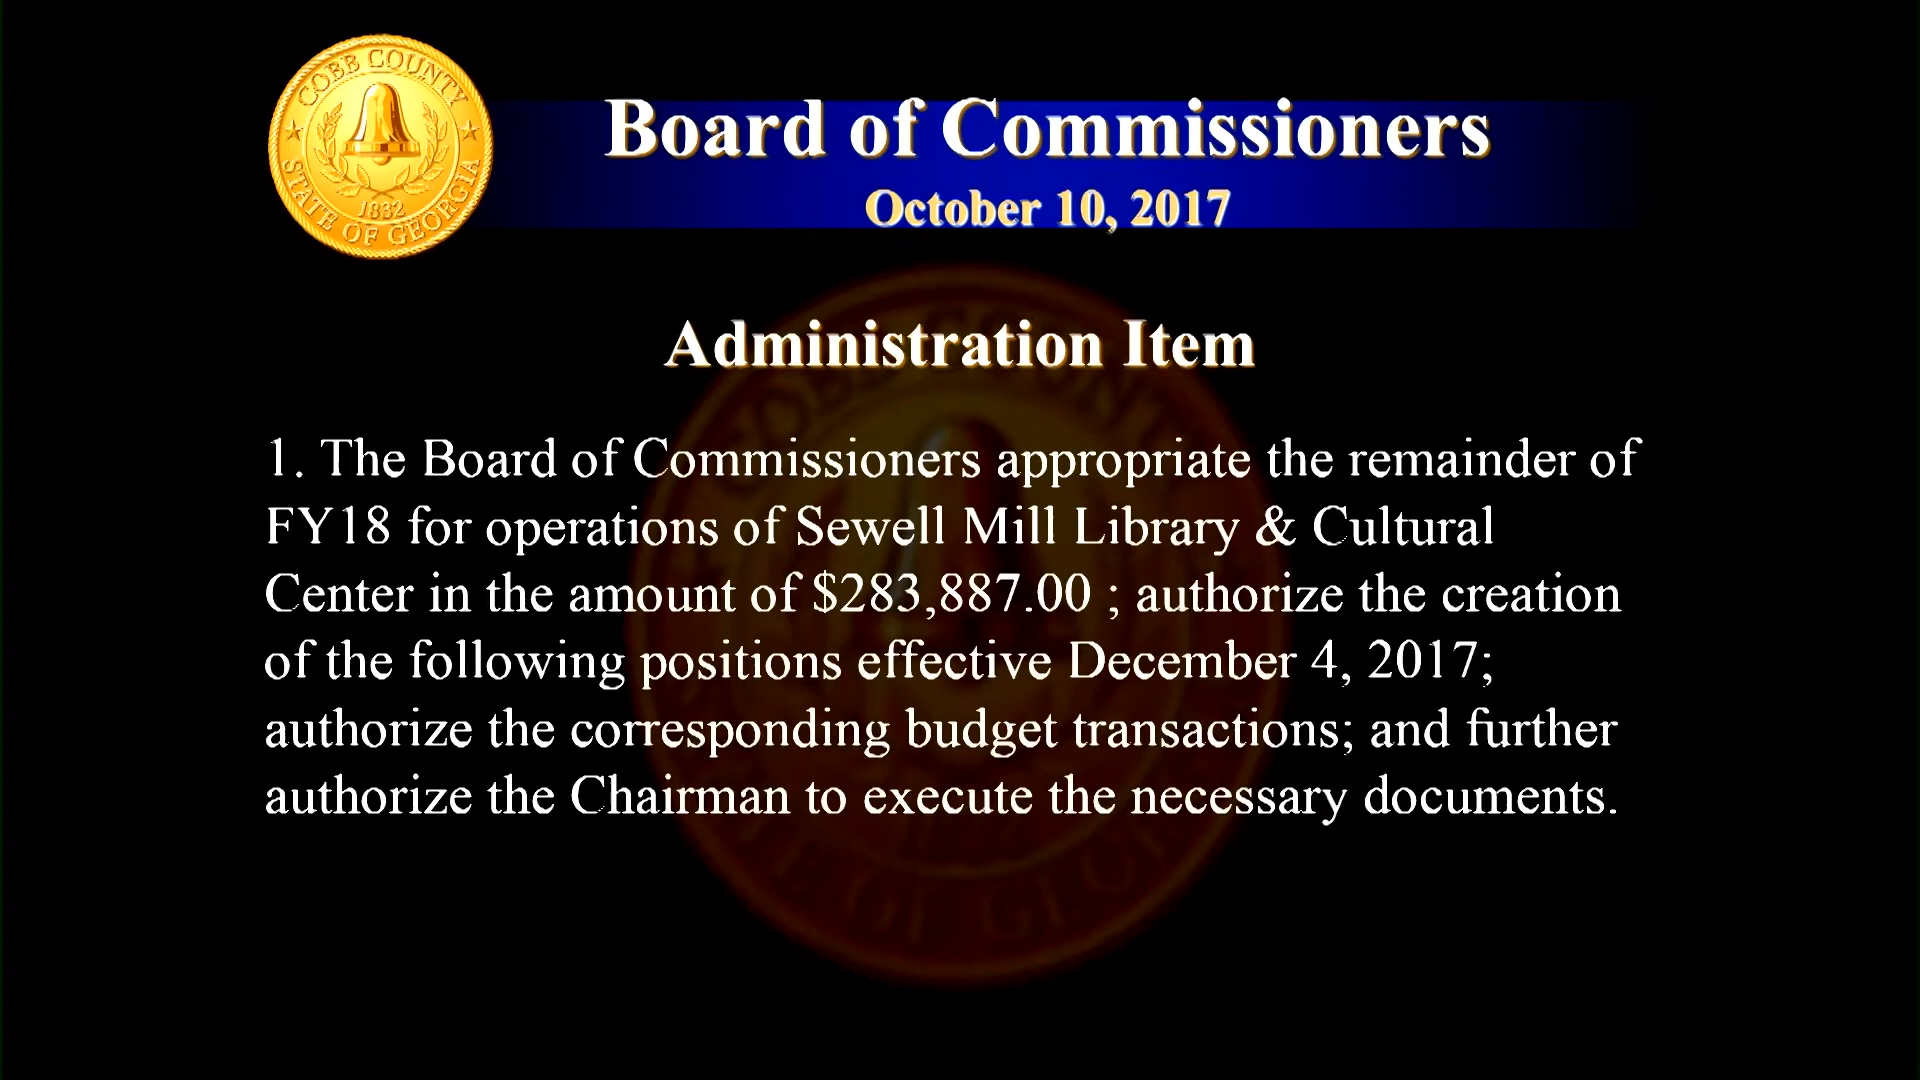 COBB COUNTY
STATE OF GEORGIA
1832
Board of Commissioners
October 10, 2017
Administration Item
1. The Board of Commissioners appropriate the remainder of
FY18 for operations of Sewell Mill Library & Cultural
Center in the amount of $283,887.00 ; authorize the creation
of the following positions effective December 4, 2017;
authorize the corresponding budget transactions; and further
authorize the Chairman to execute the necessary documents.